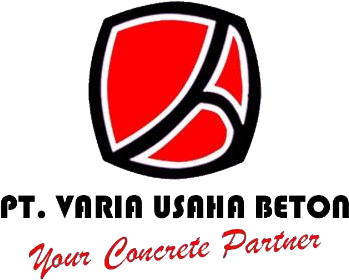 PT. VARIA USAHA BETON
Your Concrete Partner